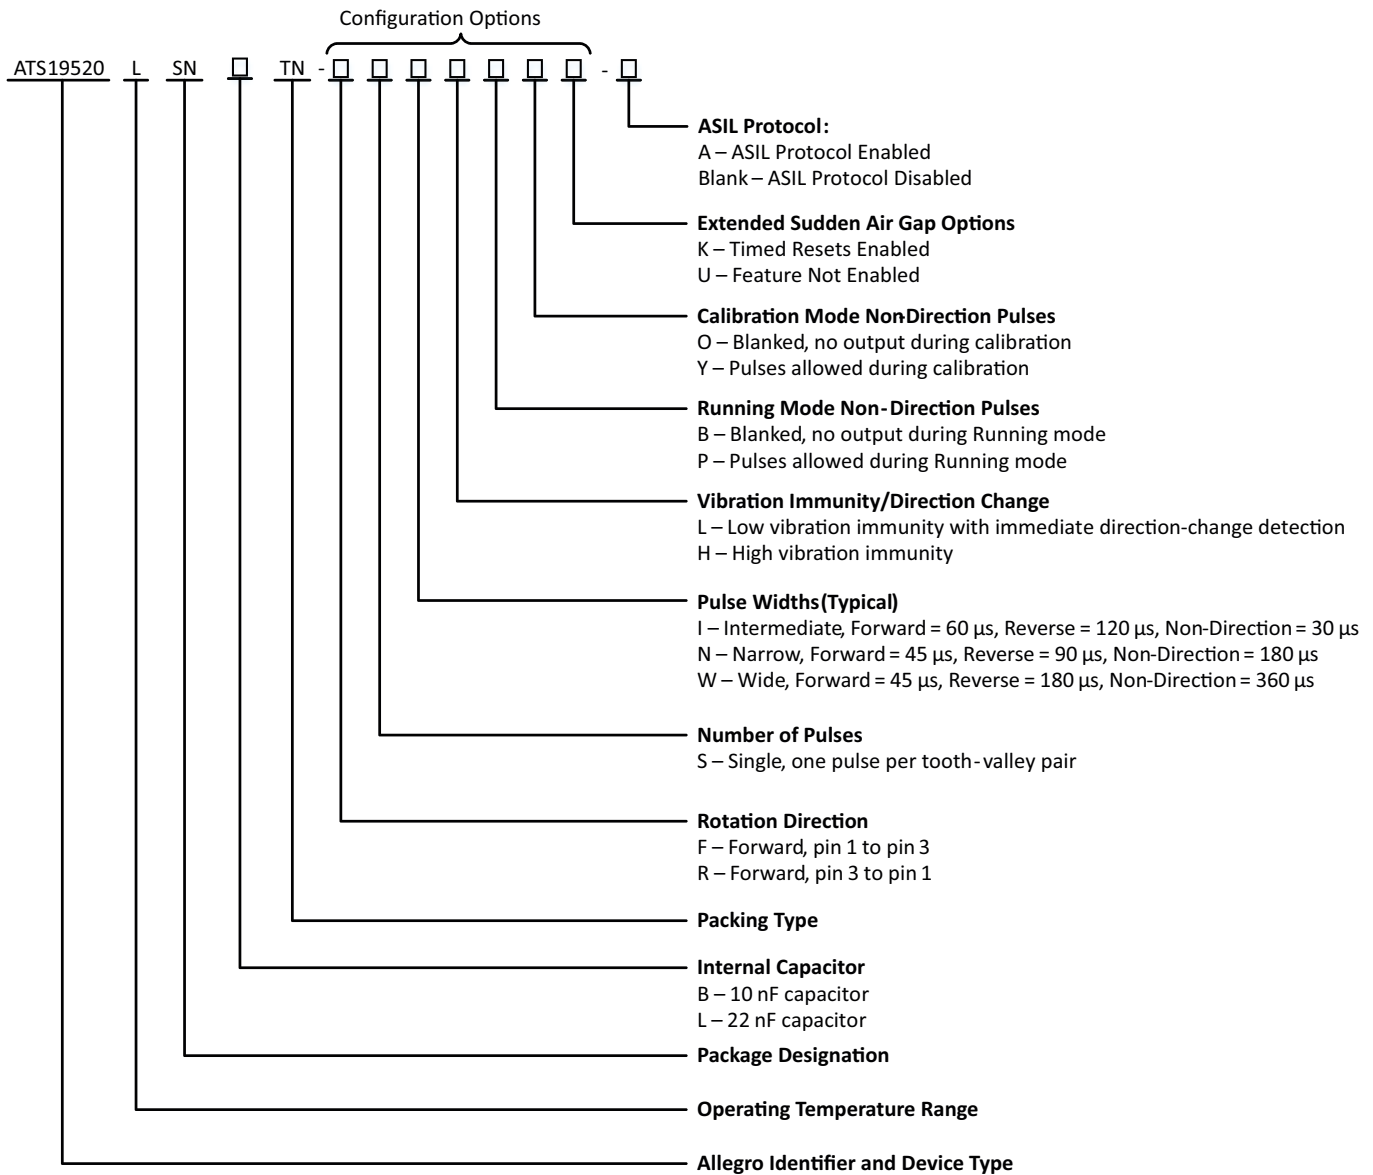 Configuration Options
ATS19520 L SN □ TN - □ □ □ □ □ □ □ - □
ASIL Protocol:
A – ASIL Protocol Enabled
Blank – ASIL Protocol Disabled
Extended Sudden Air Gap Options
K – Timed Resets Enabled
U – Feature Not Enabled
Calibration Mode Non-Direction Pulses
O – Blanked, no output during calibration
Y – Pulses allowed during calibration
Running Mode Non-Direction Pulses
B – Blanked, no output during Running mode
P – Pulses allowed during Running mode
Vibration Immunity/Direction Change
L – Low vibration immunity with immediate direction-change detection
H – High vibration immunity
Pulse Widths (Typical)
I – Intermediate, Forward = 60 µs, Reverse = 120 µs, Non-Direction = 30 µs
N – Narrow, Forward = 45 µs, Reverse = 90 µs, Non-Direction = 180 µs
W – Wide, Forward = 45 µs, Reverse = 180 µs, Non-Direction = 360 µs
Number of Pulses
S – Single, one pulse per tooth-valley pair
Rotation Direction
F – Forward, pin 1 to pin 3
R – Forward, pin 3 to pin 1
Packing Type
Internal Capacitor
B – 10 nF capacitor
L – 22 nF capacitor
Package Designation
Operating Temperature Range
Allegro Identifier and Device Type